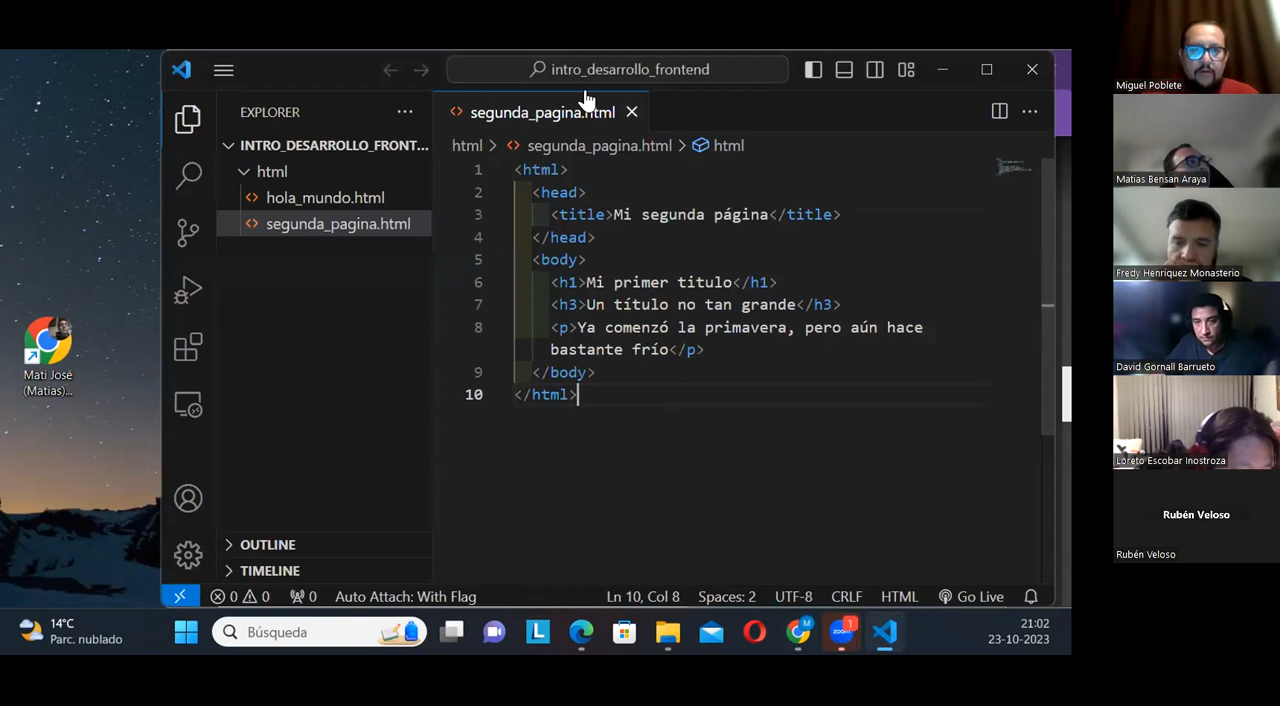 intro_desarrollo_frontend
EXPLORER
segunda_pagina.html
INTRO_DESARROLLO_FRONT...
html
hola_mundo.html
segunda_pagina.html
html > segunda_pagina.html > html
1 <html>
2 <head>
3 <title>Mi segunda página</title>
4 </head>
5 <body>
6 <h1>Mi primer titulo</h1>
7 <h3>Un título no tan grande</h3>
8 <p>Ya comenzó la primavera, pero aún hace
bastante frío</p>
9 </body>
10 </html>
OUTLINE
TIMELINE
0 0 0 Auto Attach: With Flag Ln 10, Col 8 Spaces: 2 UTF-8 CRLF HTML Go Live
Mati José
(Matias)...
14°C
Parc. nublado
Búsqueda
L
M
zoom
1
21:02
23-10-2023
Miguel Poblete
Matias Bensan Araya
Fredy Henriquez Monasterio
David Gornall Barrueto
Loreto Escobar Inostroza
Rubén Veloso
Rubén Veloso